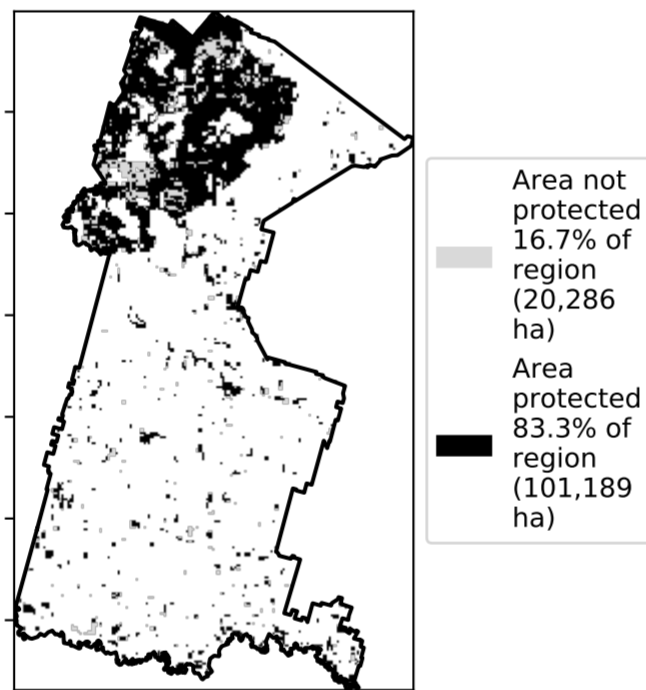 Area not
protected
16.7% of
region
(20,286
ha)
Area
protected
83.3% of
region
(101,189
ha)